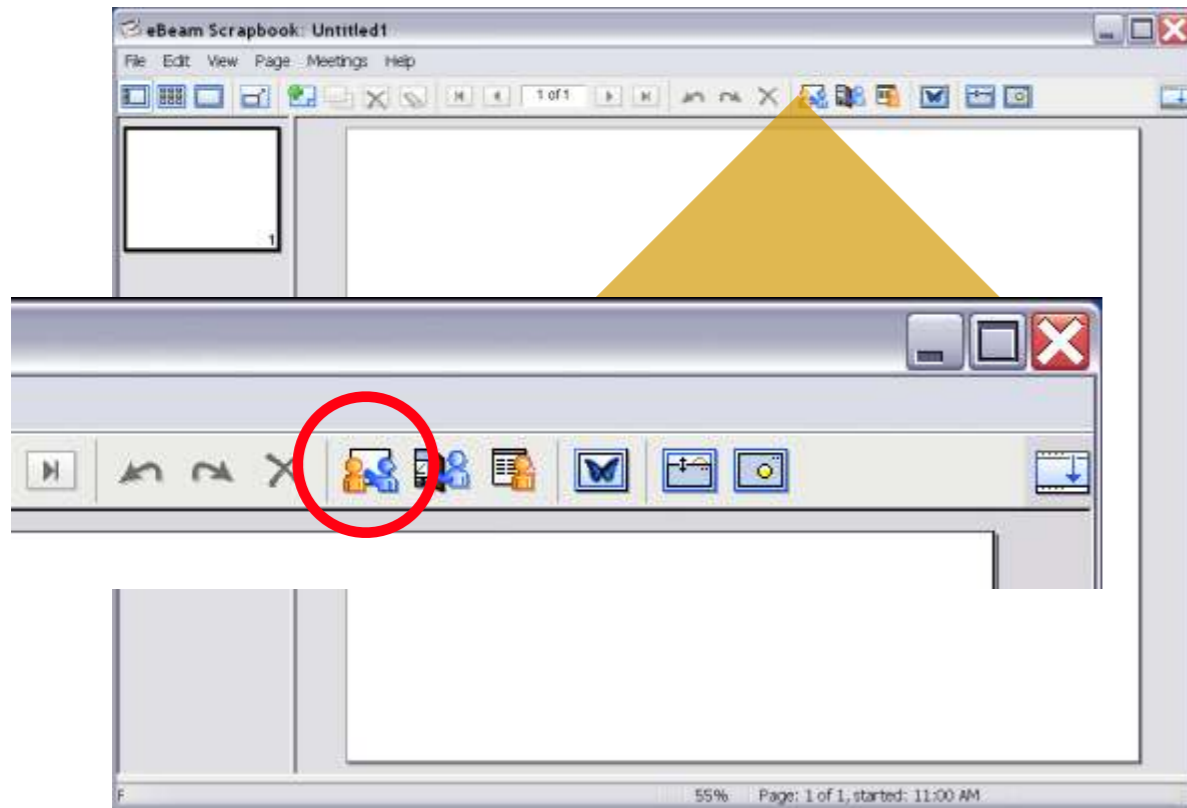 eBeam Scrapbook: Untitled1
File Edit View Page Meetings Help
1 of 1
1
F
55% Page: 1 of 1, started: 11:00 AM